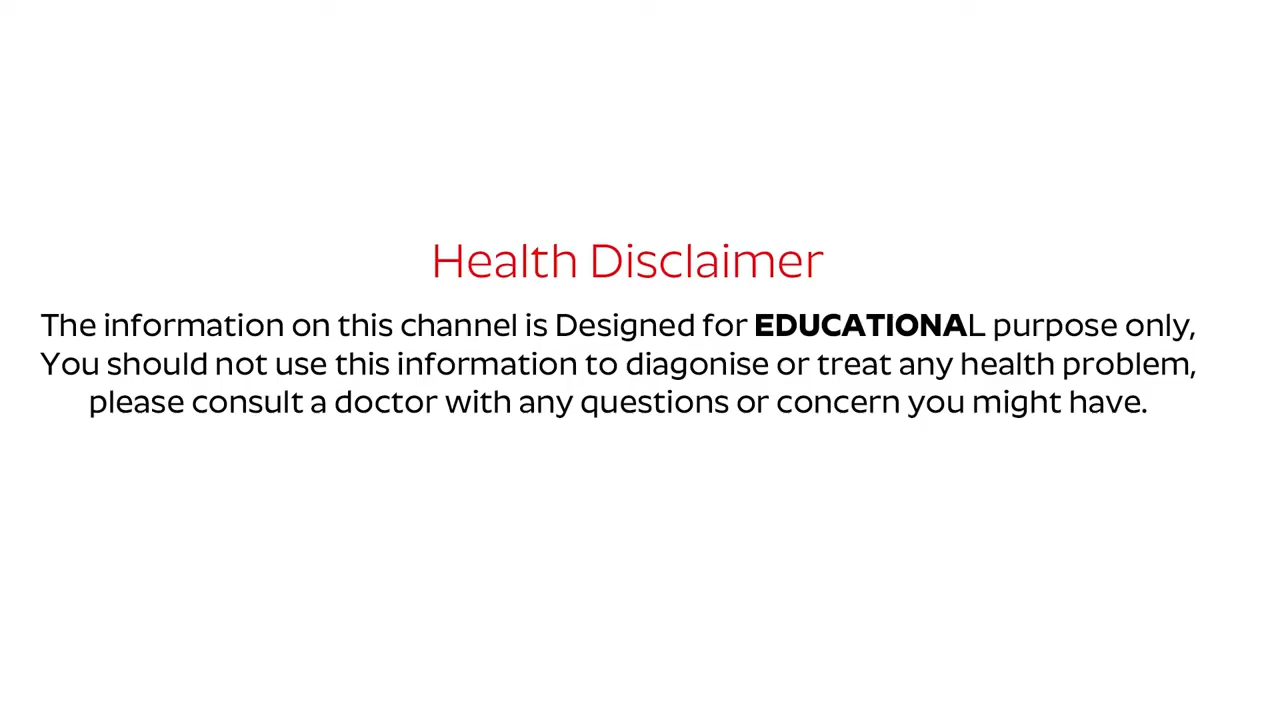 Health Disclaimer
The information on this channel is Designed for EDUCATIONAL purpose only,
You should not use this information to diagonise or treat any health problem,
please consult a doctor with any questions or concern you might have.